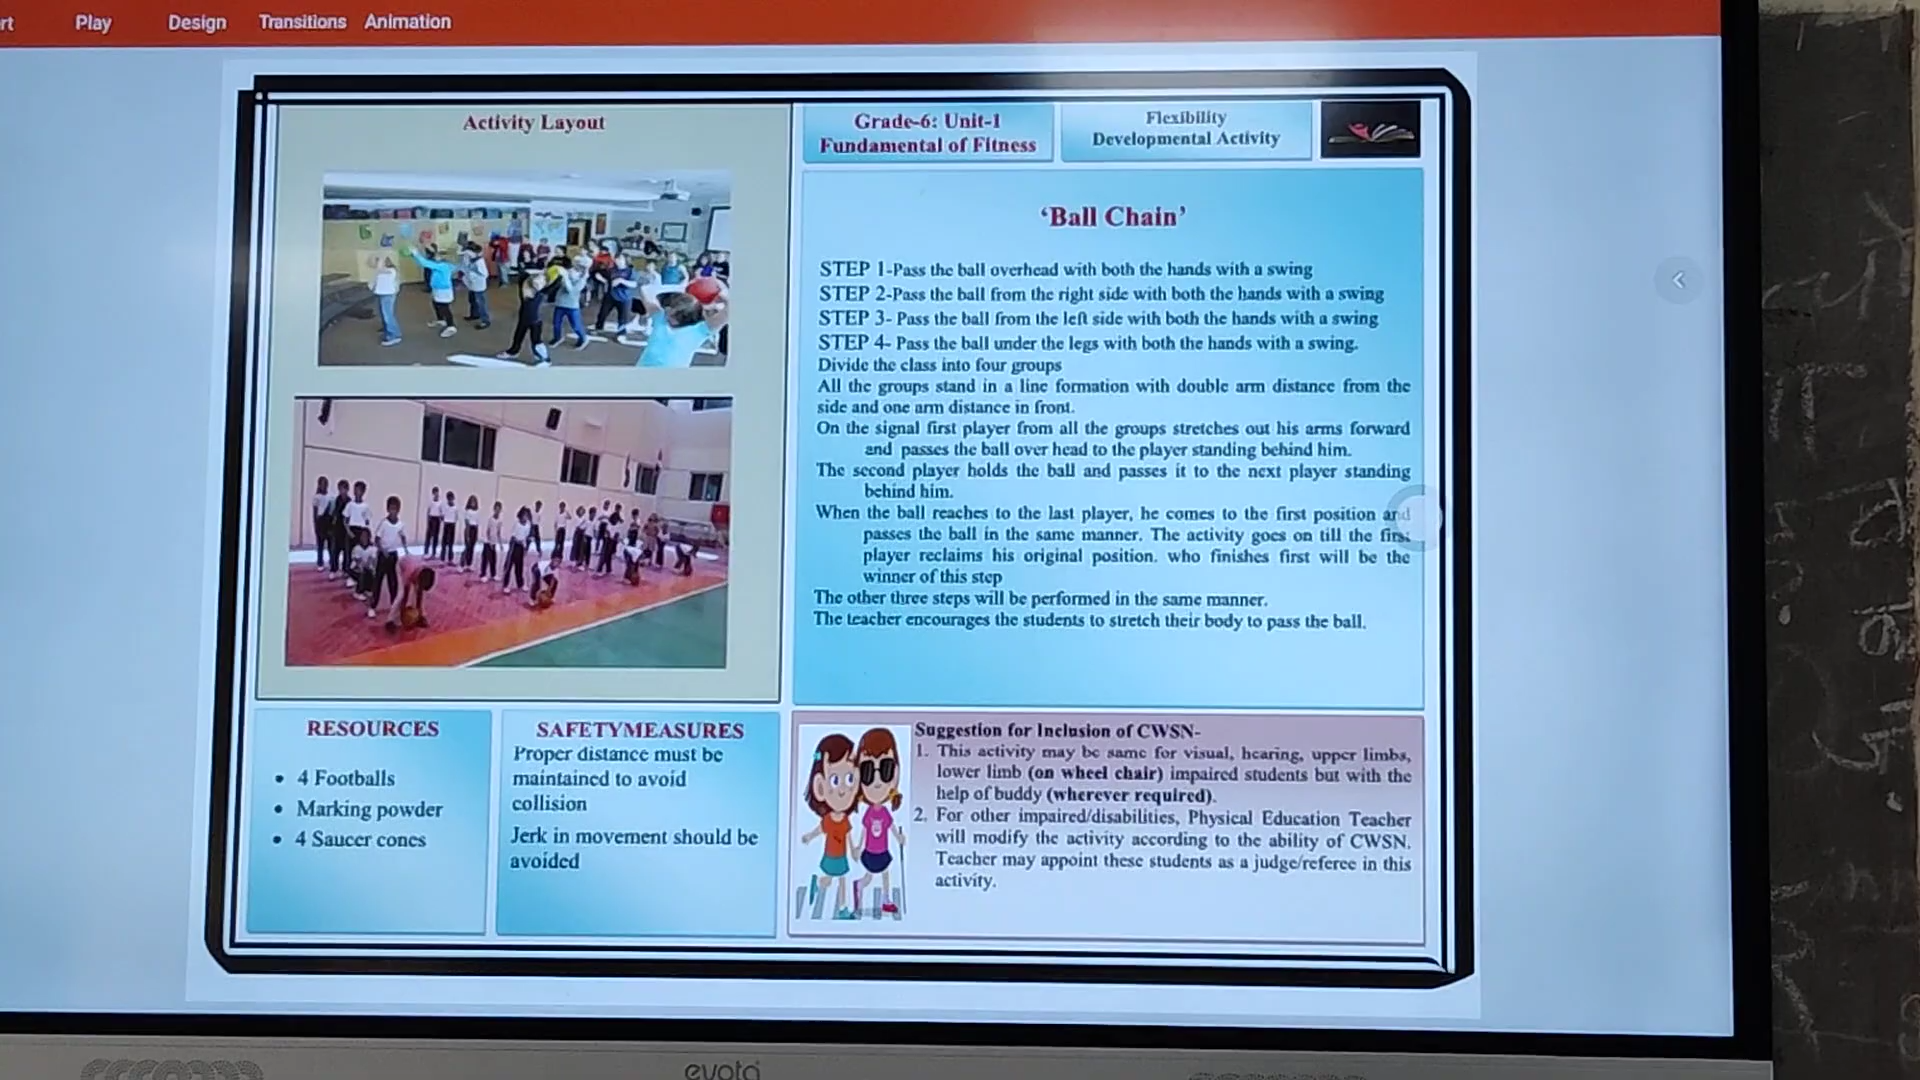 Play Design Transitions Animation
Activity Layout
Grade-6: Unit-1
Fundamental of Fitness
Flexibility
Developmental Activity
‘Ball Chain’
STEP 1-Pass the ball overhead with both the hands with a swing
STEP 2-Pass the ball from the right side with both the hands with a swing
STEP 3- Pass the ball from the left side with both the hands with a swing
STEP 4- Pass the ball under the legs with both the hands with a swing.
Divide the class into four groups
All the groups stand in a line formation with double arm distance from the
side and one arm distance in front.
On the signal first player from all the groups stretches out his arms forward
and passes the ball over head to the player standing behind him.
The second player holds the ball and passes it to the next player standing
behind him.
When the ball reaches to the last player, he comes to the first position and
passes the ball in the same manner. The activity goes on till the first
player reclaims his original position. who finishes first will be the
winner of this step
The other three steps will be performed in the same manner.
The teacher encourages the students to stretch their body to pass the ball.
RESOURCES
• 4 Footballs
• Marking powder
• 4 Saucer cones
SAFETYMEASURES
Proper distance must be
maintained to avoid
collision
Jerk in movement should be
avoided
Suggestion for Inclusion of CWSN-
1. This activity may be same for visual, hearing, upper limbs,
lower limb (on wheel chair) impaired students but with the
help of buddy (wherever required).
2. For other impaired/disabilities, Physical Education Teacher
will modify the activity according to the ability of CWSN.
Teacher may appoint these students as a judge/referee in this
activity.
evota